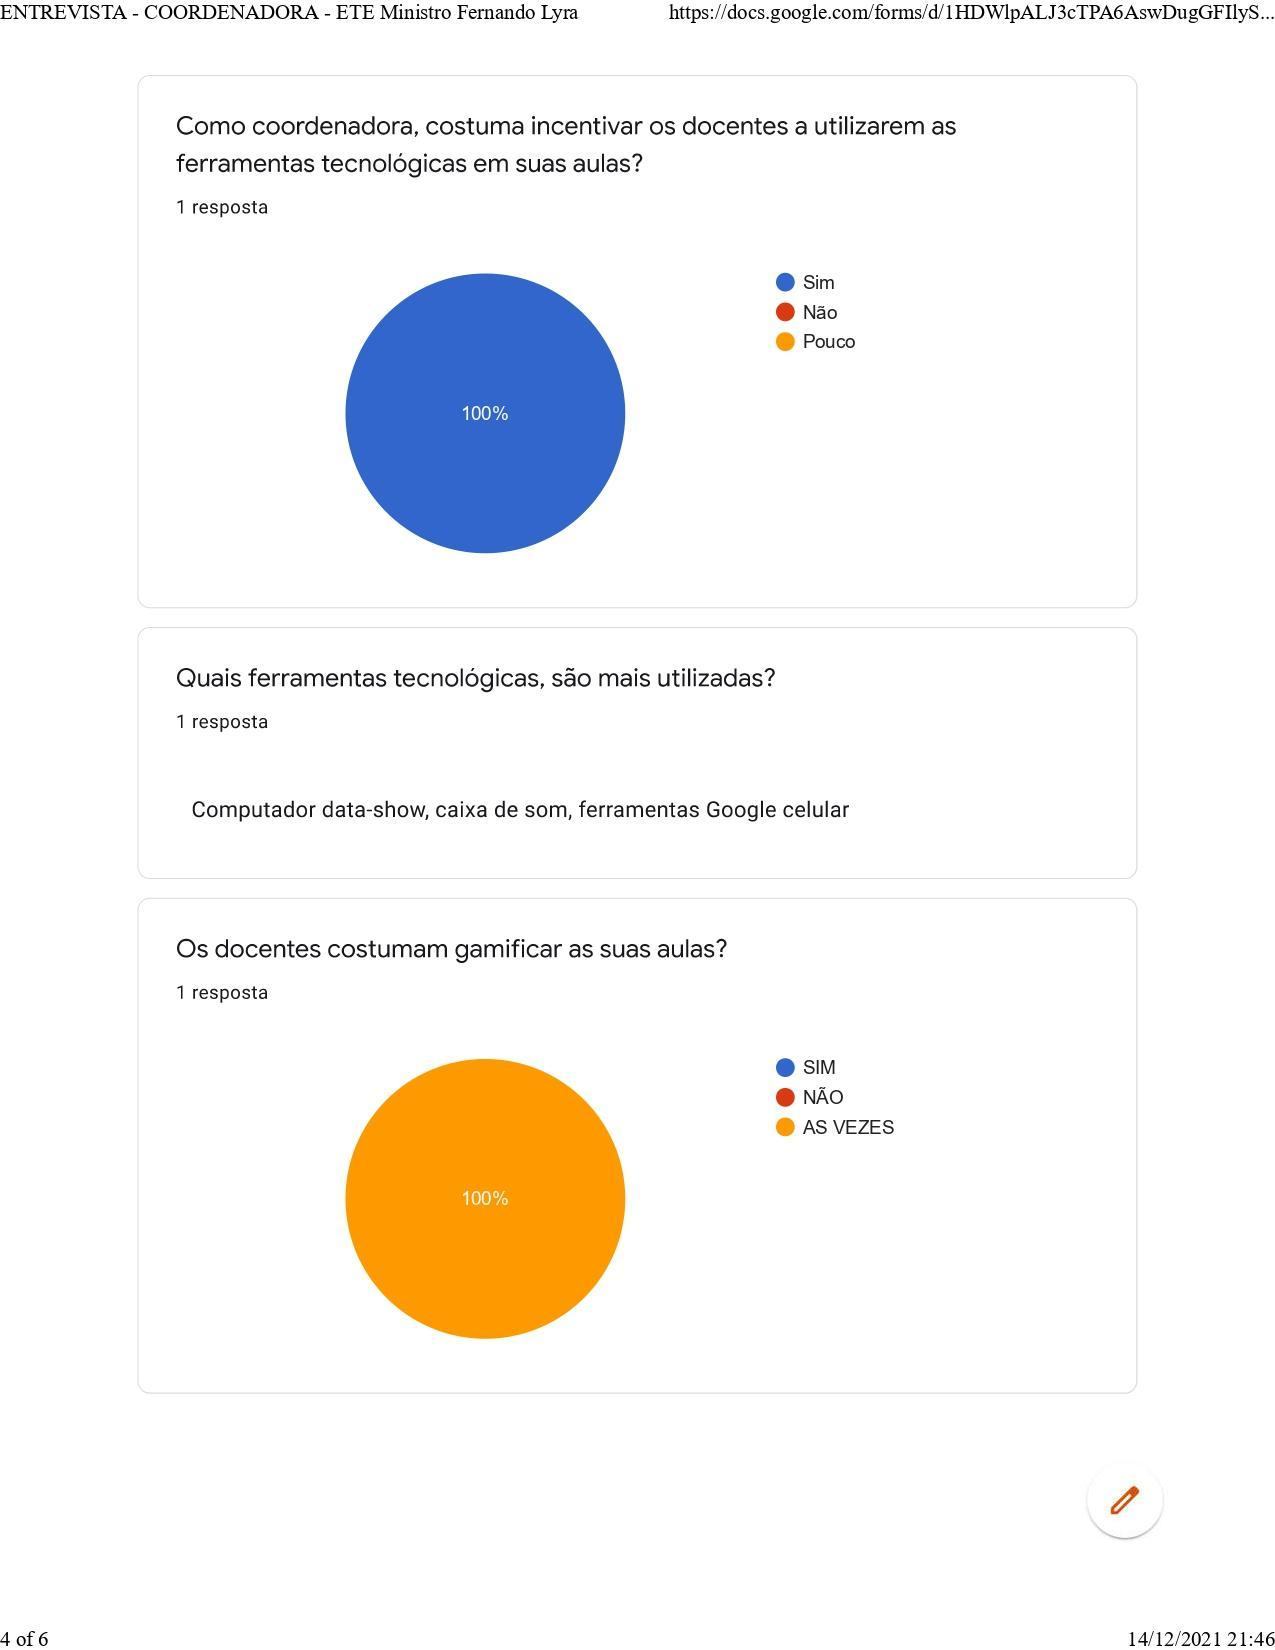 ENTREVISTA - COORDENADORA - ETE Ministro Fernando Lyra
https://docs.google.com/forms/d/1HDWlpALJ3cTPA6AswDugGFIlyS...
Como coordenadora, costuma incentivar os docentes a utilizarem as
ferramentas tecnológicas em suas aulas?
1 resposta
100%
Sim
Não
Pouco
Quais ferramentas tecnológicas, são mais utilizadas?
1 resposta
Computador data-show, caixa de som, ferramentas Google celular
Os docentes costumam gamificar as suas aulas?
1 resposta
100%
SIM
NÃO
AS VEZES
4 of 6
14/12/2021 21:46